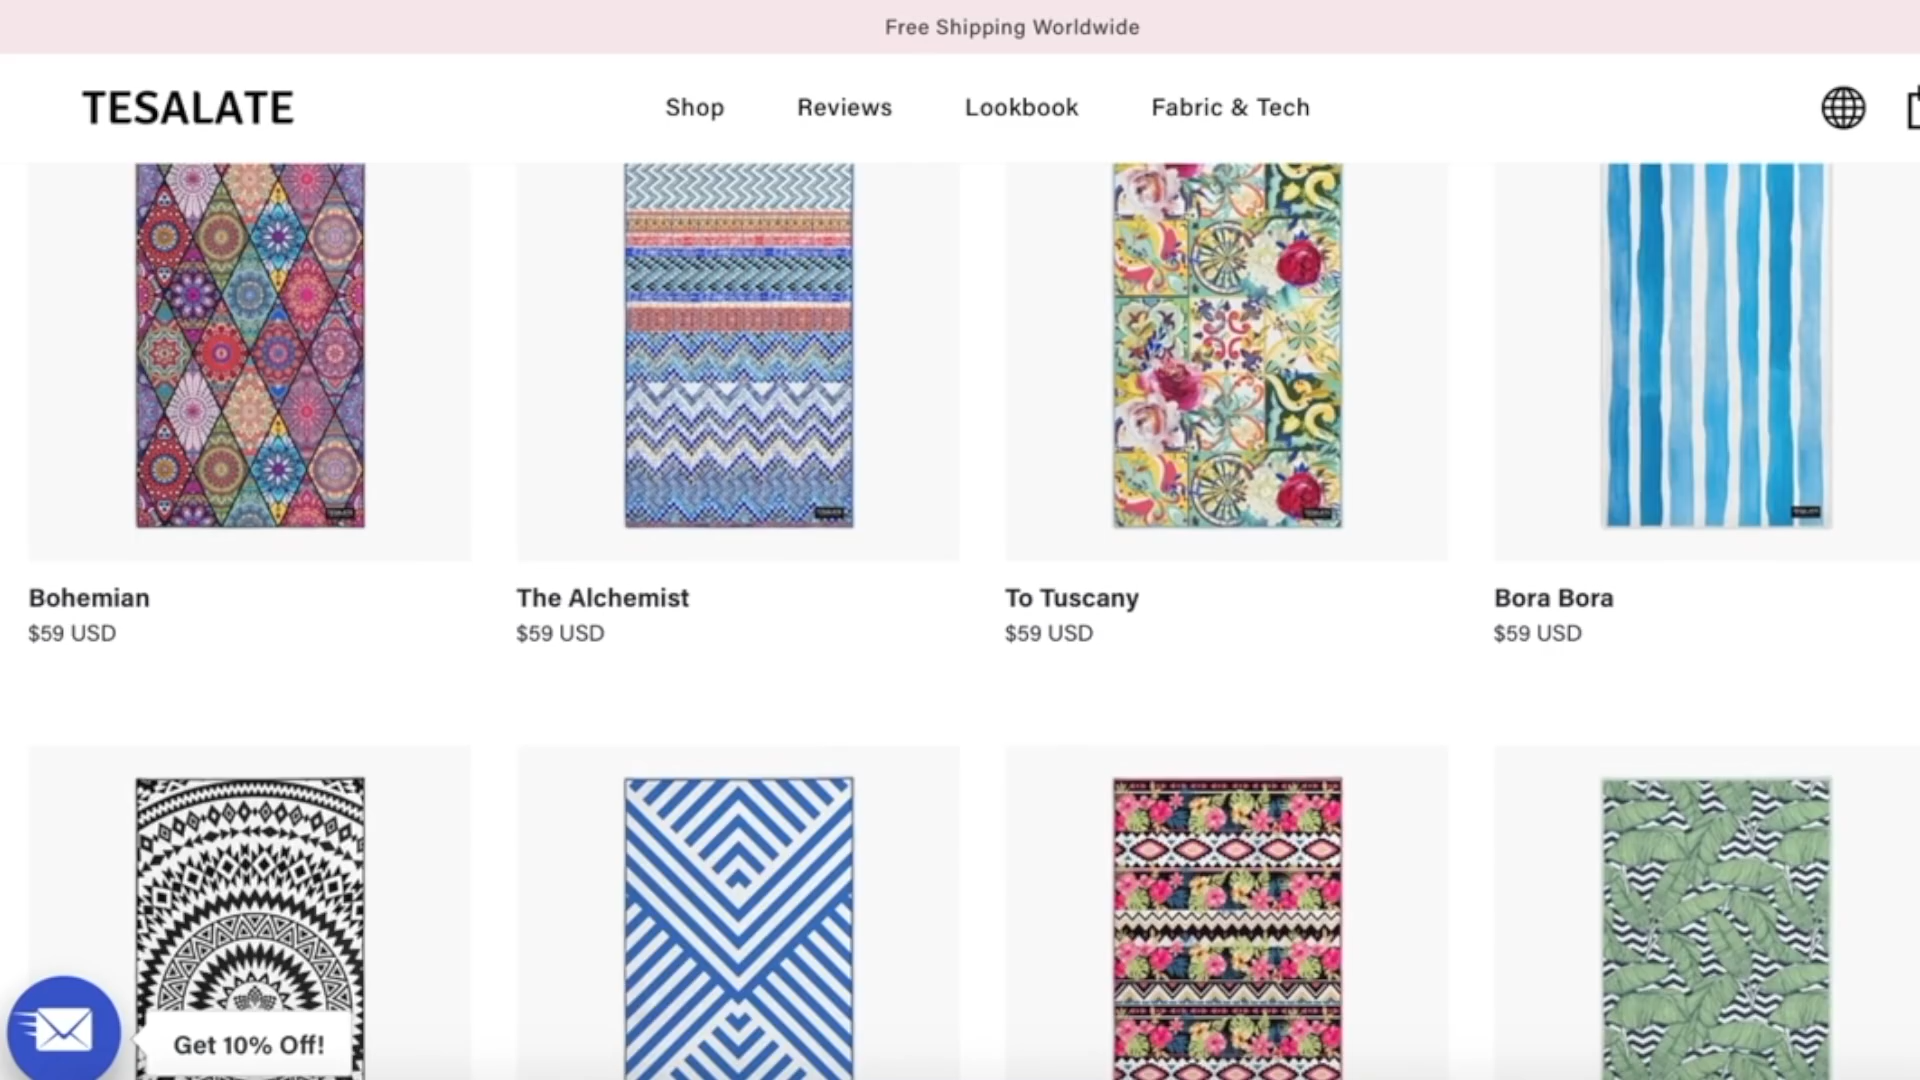 Free Shipping Worldwide
TESALATE
Shop Reviews Lookbook Fabric & Tech
Bohemian
$59 USD
The Alchemist
$59 USD
To Tuscany
$59 USD
Bora Bora
$59 USD
Get 10% Off!